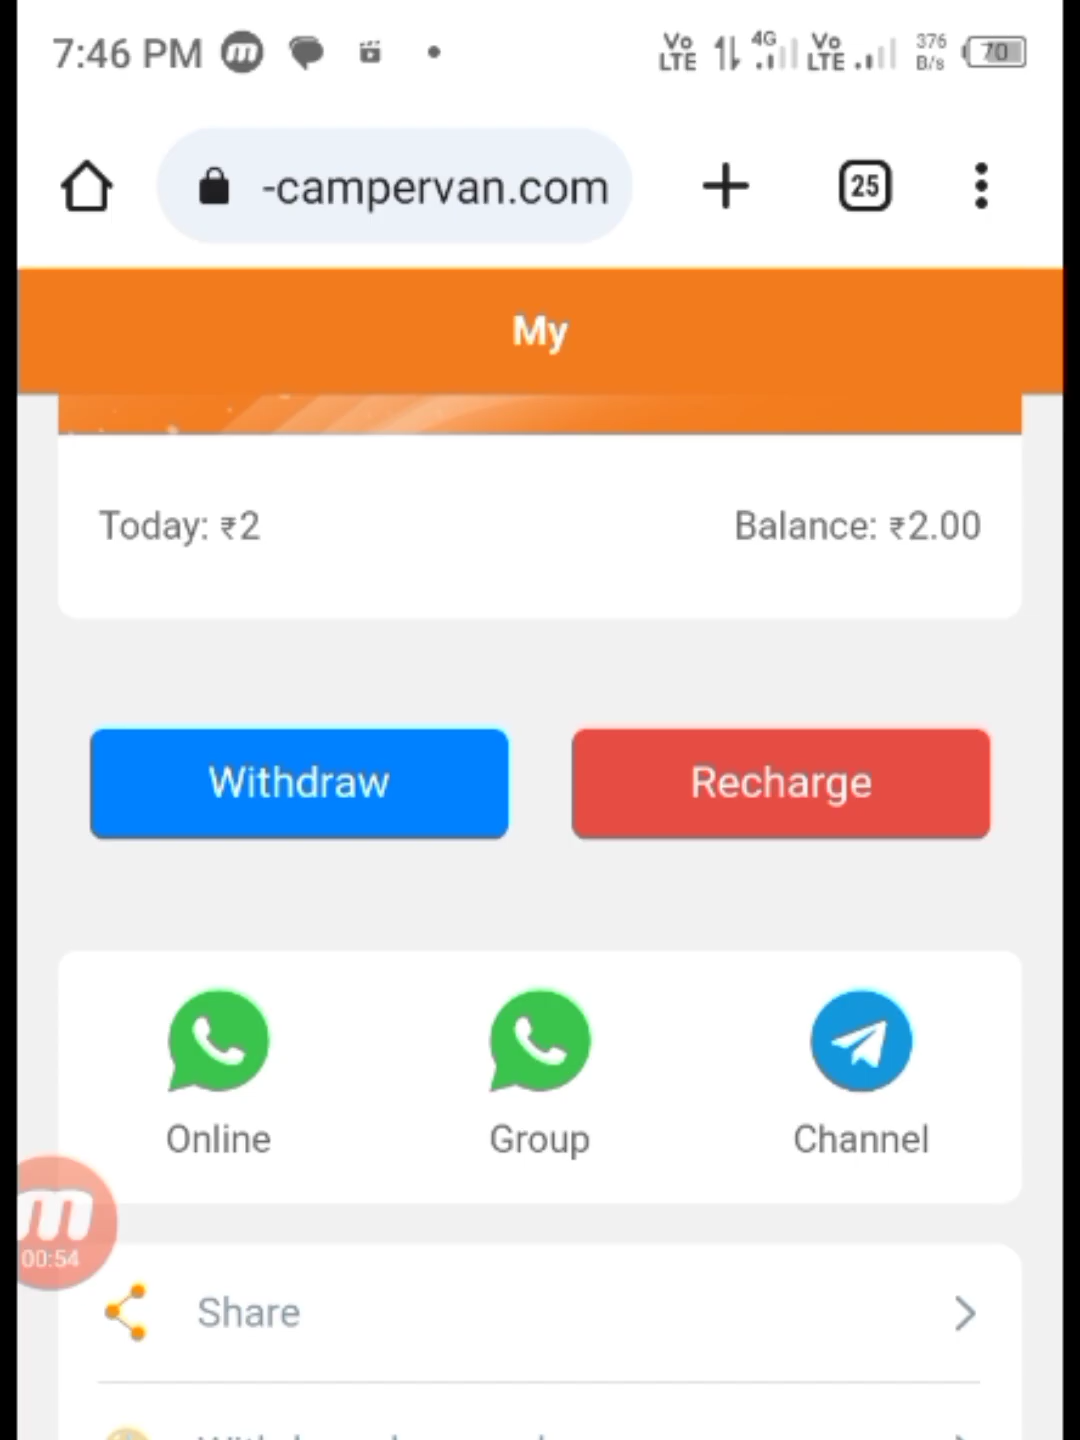 7:46 PM
Vo LTE 4G Vo LTE 376 B/s 70
-campervan.com
25
My
Today: ₹2
Balance: ₹2.00
Withdraw
Recharge
Online
Group
Channel
00:54
Share